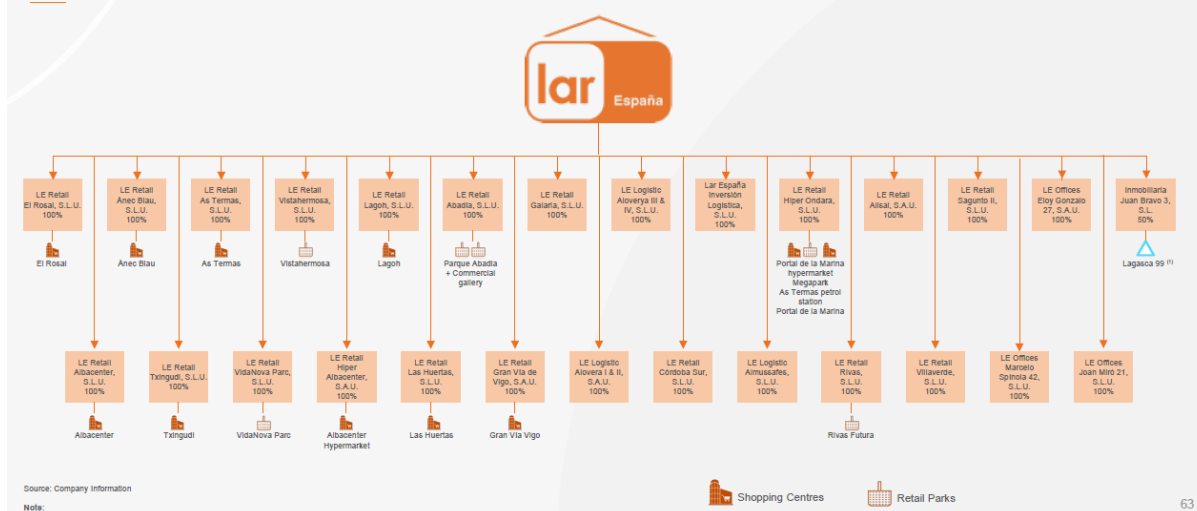 lar
España
LE Retail
El Rosal, S.L.U.
100%
LE Retail
Ànec Blau,
S.L.U.
100%
LE Retail
As Termas,
S.L.U.
100%
LE Retail
Vistahermosa,
S.L.U.
100%
LE Retail
Lagoh, S.L.U.
100%
LE Retail
Abadía, S.L.U.
100%
LE Retail
Galaria, S.L.U.
100%
LE Logistic
Aloverya III &
IV, S.L.U.
100%
Lar España
Inversión
Logística,
S.L.U.
100%
LE Retail
Hiper Ondara,
S.L.U.
100%
LE Retail
Alisal, S.A.U.
100%
LE Retail
Sagunto II,
S.L.U.
100%
LE Offices
Eloy Gonzalo
27, S.A.U.
100%
Inmobiliaria
Juan Bravo 3,
S.L.
50%
El Rosal
Ànec Blau
As Termas
Vistahermosa
Lagoh
Parque Abadía
+ Commercial
gallery
Portal de la Marina
hypermarket
Megapark
As Termas petrol
station
Portal de la Marina
Lagasca 99 (1)
LE Retail
Albacenter,
S.L.U.
100%
LE Retail
Txingudi, S.L.U.
100%
LE Retail
VidaNova Parc,
S.L.U.
100%
LE Retail
Hiper
Albacenter,
S.A.U.
100%
LE Retail
Las Huertas,
S.L.U.
100%
LE Retail
Gran Vía de
Vigo, S.A.U.
100%
LE Logistic
Alovera I & II,
S.A.U.
100%
LE Retail
Córdoba Sur,
S.L.U.
100%
LE Logistic
Almussafes,
S.L.U.
100%
LE Retail
Rivas,
S.L.U.
100%
LE Retail
Villaverde,
S.L.U.
100%
LE Offices
Marcelo
Spinola 42,
S.L.U.
100%
LE Offices
Joan Miró 21,
S.L.U.
100%
Albacenter
Txingudi
VidaNova Parc
Albacenter
Hypermarket
Las Huertas
Gran Vía Vigo
Rivas Futura
Source: Company Information
Note:
Shopping Centres
Retail Parks
63